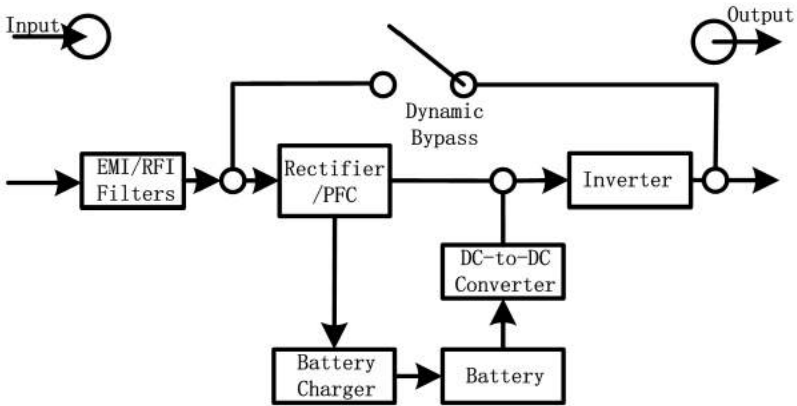 Input
Output
Dynamic
Bypass
EMI/RFI
Filters
Rectifier
/PFC
Inverter
DC-to-DC
Converter
Battery
Charger
Battery